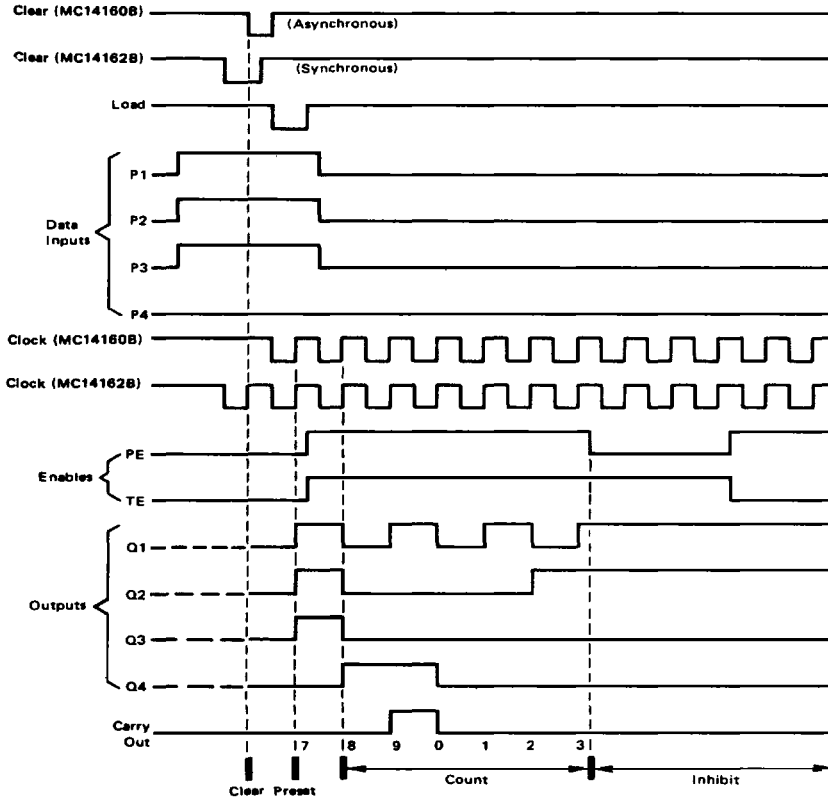 Clear (MC14160B)
(Asynchronous)
Clear (MC14162B)
(Synchronous)
Load
P1
P2
Data
Inputs
P3
P4
Clock (MC14160B)
Clock (MC14162B)
PE
Enables
TE
Q1
Q2
Outputs
Q3
Q4
Carry
Out
7 8 9 0 1 2 3
Count
Inhibit
Clear Preset